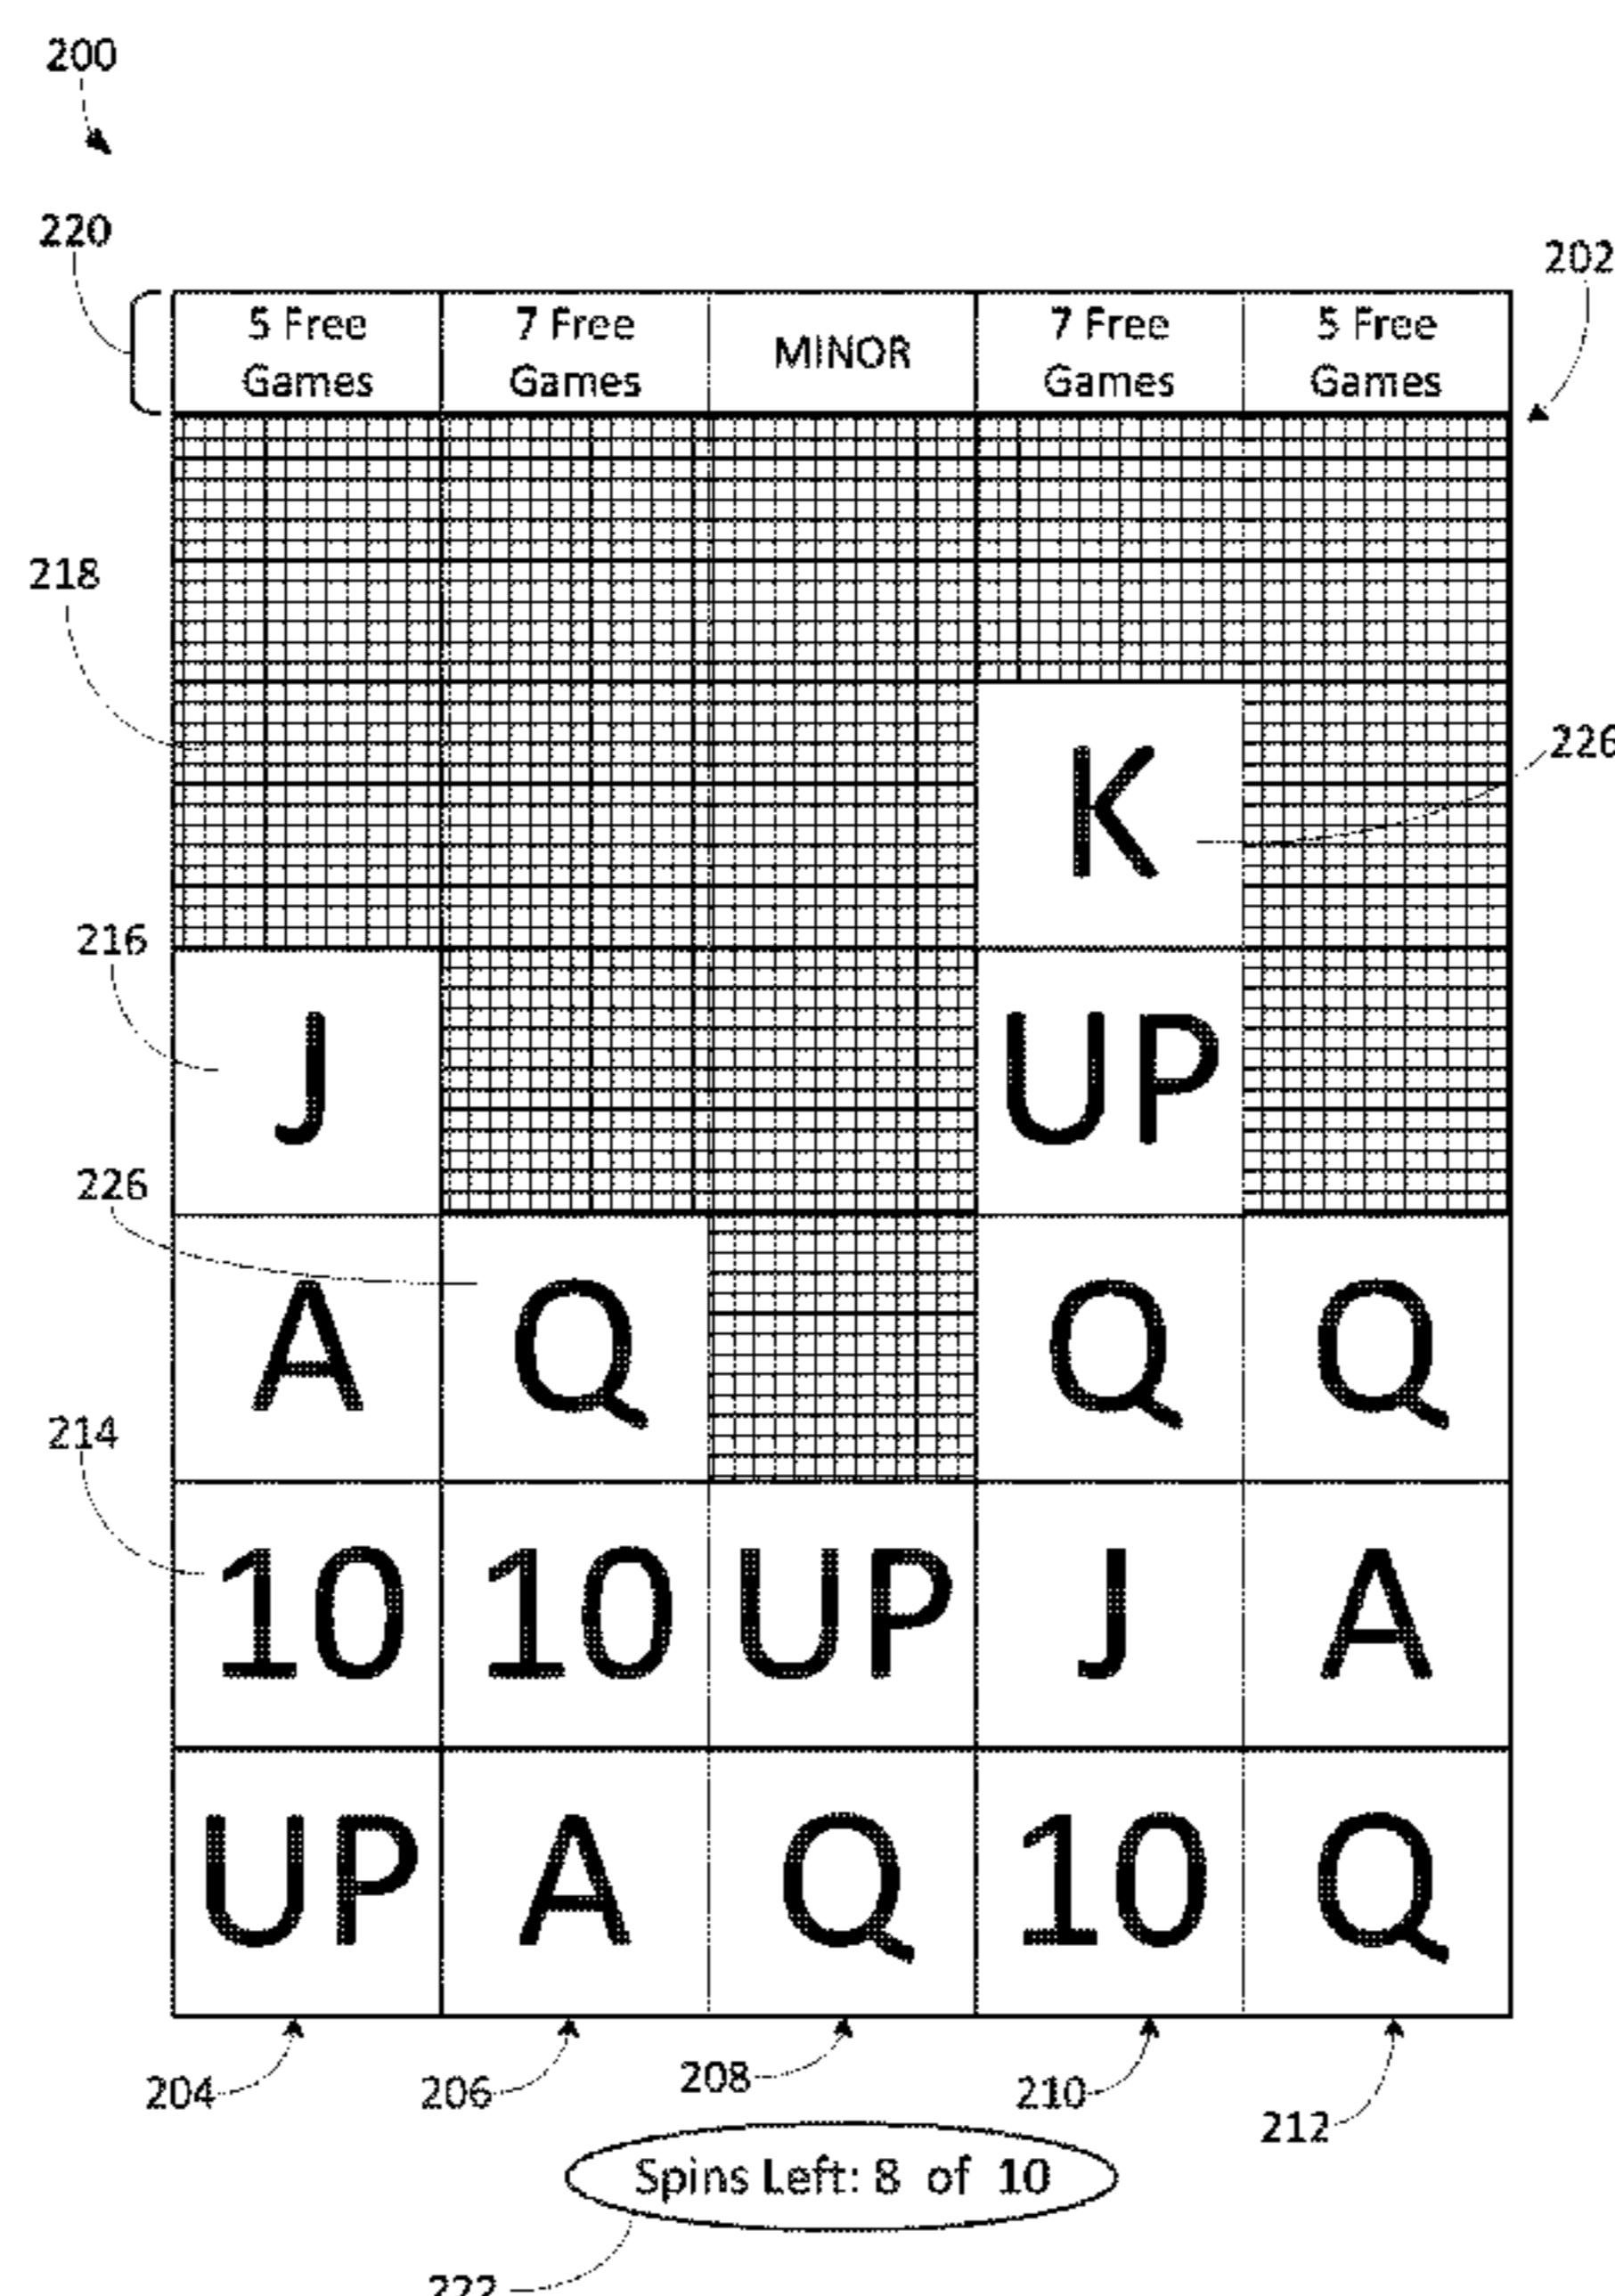 200
220
202
5 Free 7 Free MINOR 7 Free 5 Free
Games Games Games Games
218
K
226
216
J UP
226
A Q Q Q
214
10 10 UP J A
UP A Q 10 Q
204 206 208 210 212
Spins Left: 8 of 10
222